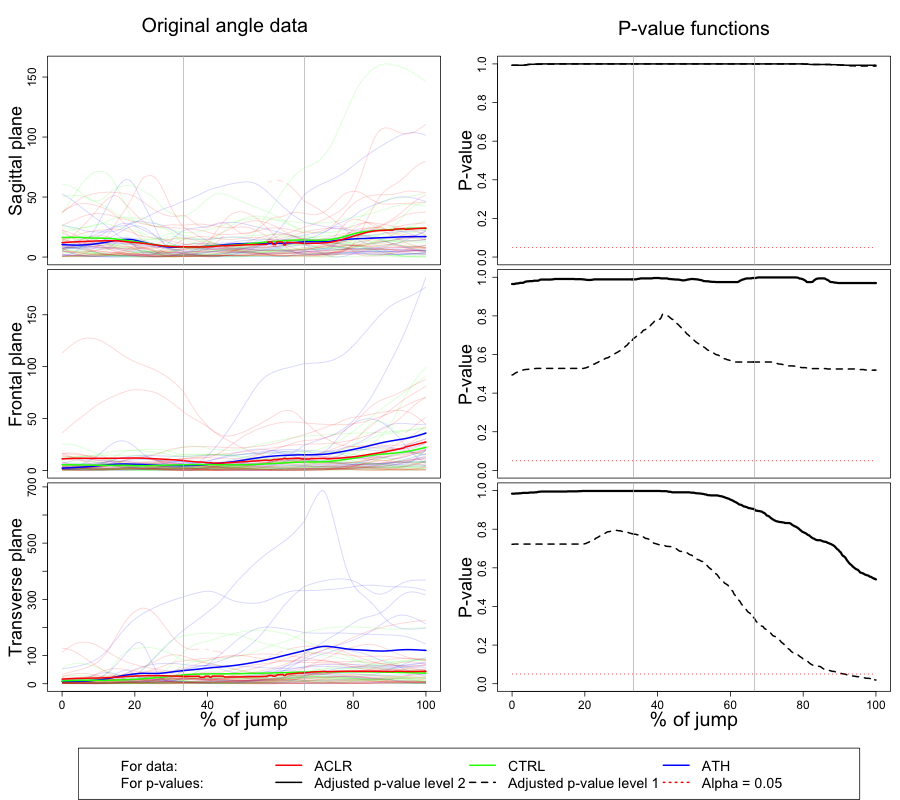 Original angle data
P-value functions
Sagittal plane
0 50 100 150
P-value
0.0 0.2 0.4 0.6 0.8 1.0
Frontal plane
0 50 100 150
P-value
0.0 0.2 0.4 0.6 0.8 1.0
Transverse plane
0 100 300 500 700
P-value
0.0 0.2 0.4 0.6 0.8 1.0
0 20 40 60 80 100
0 20 40 60 80 100
% of jump
% of jump
For data: ACLR CTRL ATH
For p-values: Adjusted p-value level 2 Adjusted p-value level 1 Alpha = 0.05